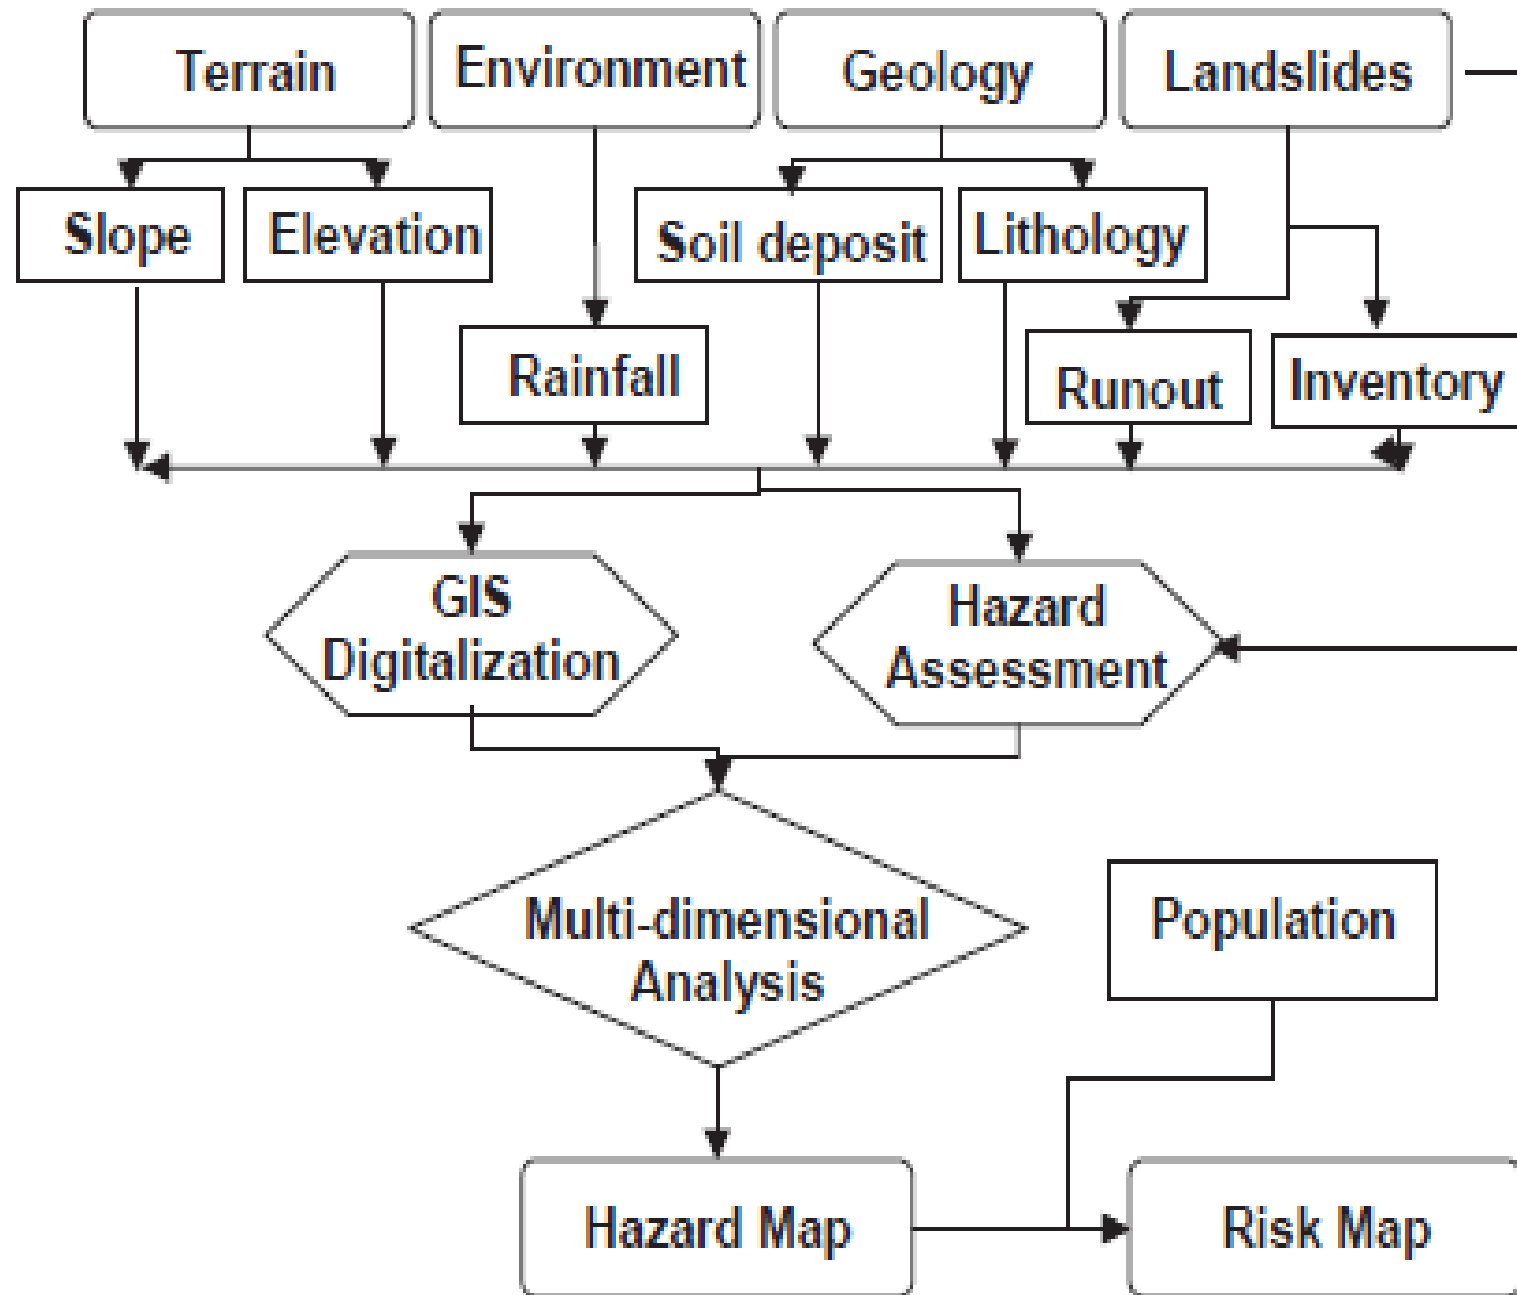 Terrain
Environment
Geology
Landslides
Slope
Elevation
Soil deposit
Lithology
Rainfall
Runout
Inventory
GIS
Digitalization
Hazard
Assessment
Multi-dimensional
Analysis
Population
Hazard Map
Risk Map